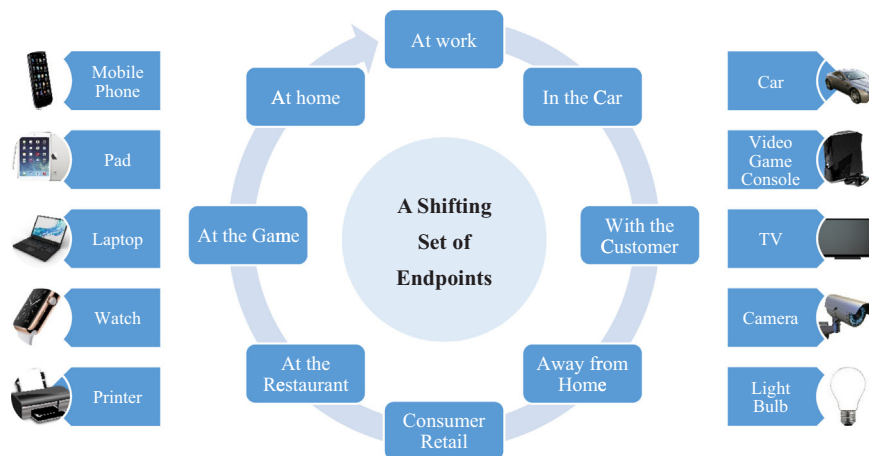 At work
In the Car
With the
Customer
Away from
Home
Consumer
Retail
At the
Restaurant
At the Game
At home
A Shifting
Set of
Endpoints
Mobile
Phone
Pad
Laptop
Watch
Printer
Car
Video
Game
Console
TV
Camera
Light
Bulb